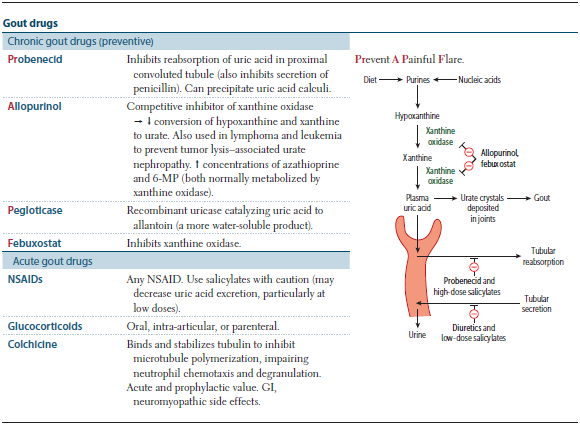 Gout drugs
Chronic gout drugs (preventive)
Probenecid
Inhibits reabsorption of uric acid in proximal
convoluted tubule (also inhibits secretion of
penicillin). Can precipitate uric acid calculi.
Allopurinol
Competitive inhibitor of xanthine oxidase
→ ↓ conversion of hypoxanthine and xanthine
to urate. Also used in lymphoma and leukemia
to prevent tumor lysis–associated urate
nephropathy. ↑ concentrations of azathioprine
and 6-MP (both normally metabolized by
xanthine oxidase).
Pegloticase
Recombinant uricase catalyzing uric acid to
allantoin (a more water-soluble product).
Febuxostat
Inhibits xanthine oxidase.
Acute gout drugs
NSAIDs
Any NSAID. Use salicylates with caution (may
decrease uric acid excretion, particularly at
low doses).
Glucocorticoids
Oral, intra-articular, or parenteral.
Colchicine
Binds and stabilizes tubulin to inhibit
microtubule polymerization, impairing
neutrophil chemotaxis and degranulation.
Acute and prophylactic value. GI,
neuromyopathic side effects.
Prevent A Painful Flare.
Diet
Purines
Nucleic acids
Hypoxanthine
Xanthine
oxidase
Xanthine
Allopurinol,
febuxostat
Xanthine
oxidase
Plasma
uric acid
Urate crystals
deposited
in joints
Gout
Tubular
reabsorption
Probenecid and
high-dose salicylates
Tubular
secretion
Diuretics and
low-dose salicylates
Urine